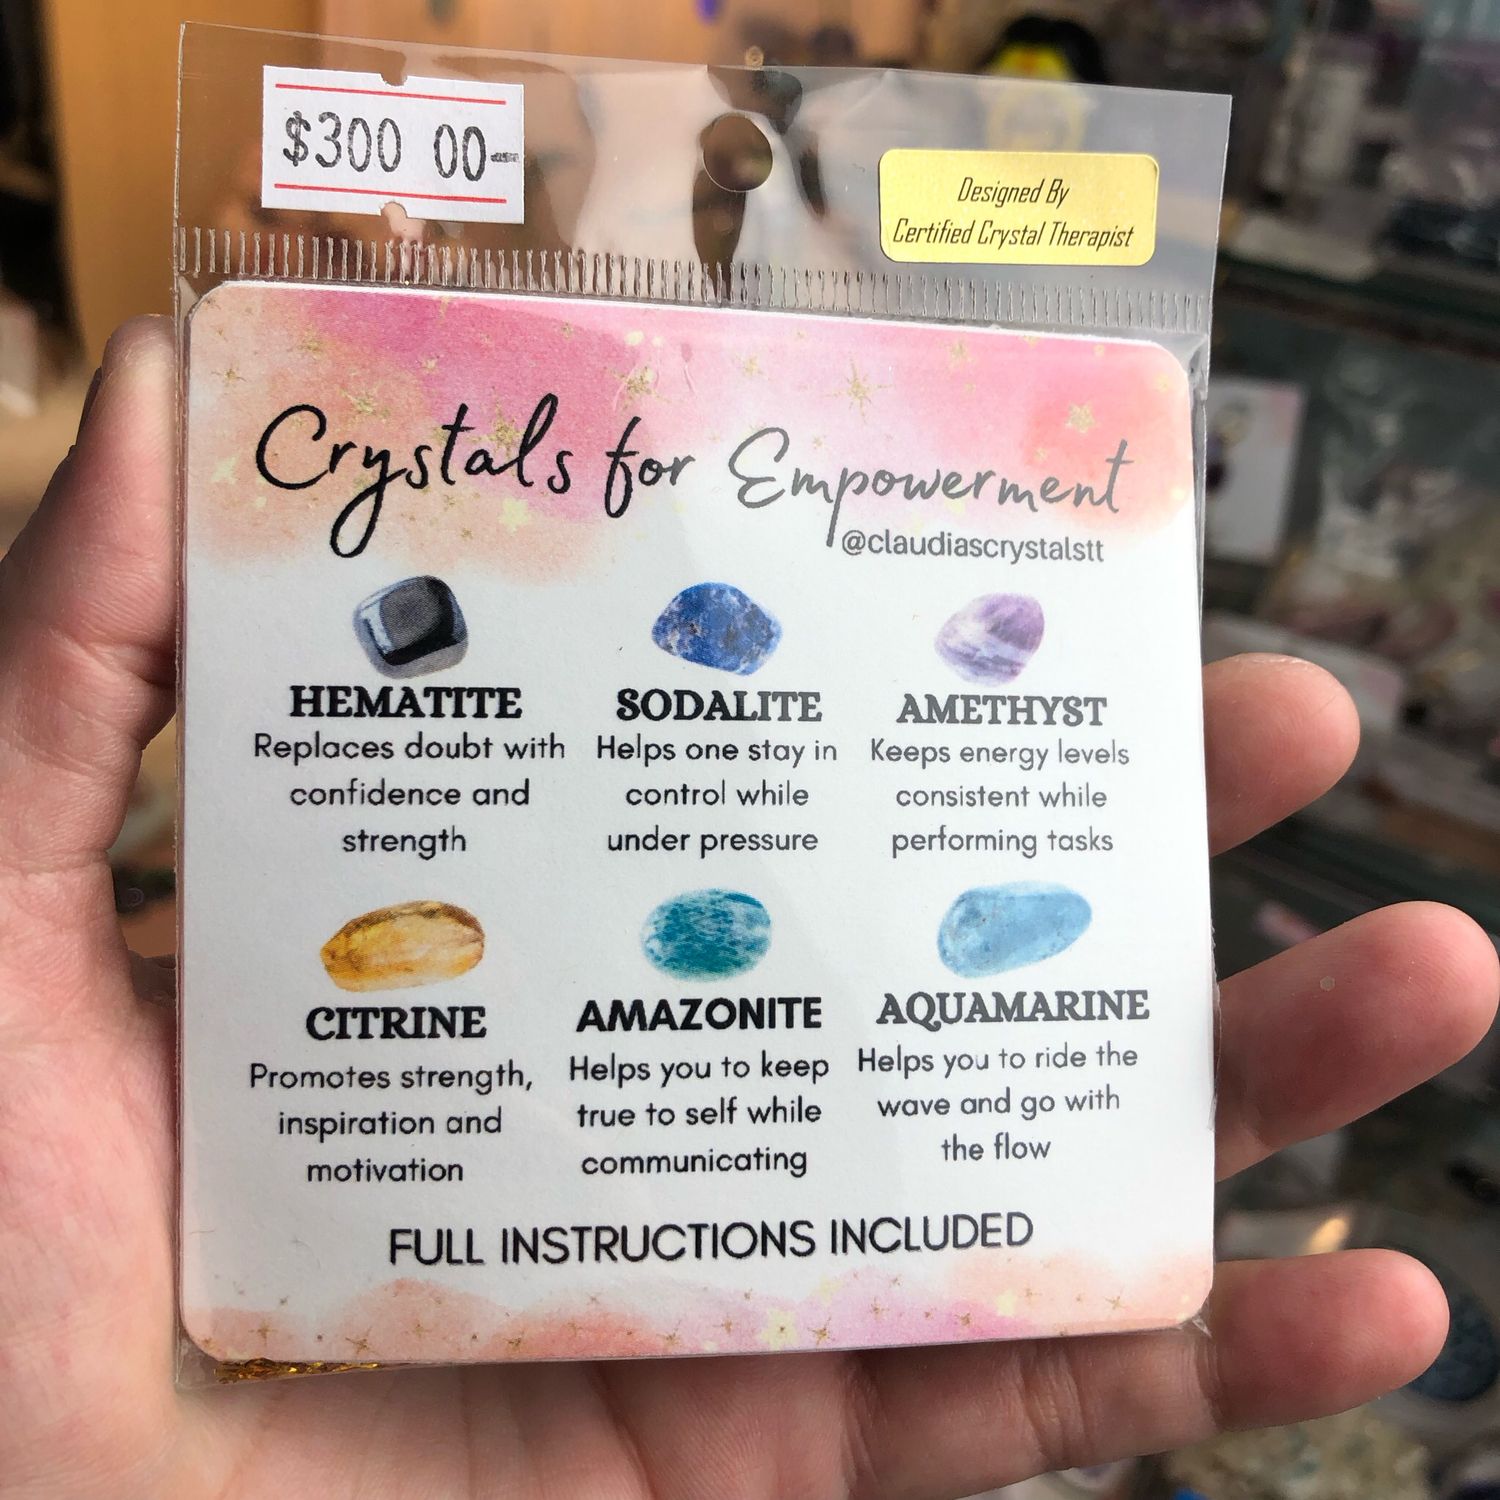 $300 00-
Designed By
Certified Crystal Therapist
Crystals for Empowerment
@claudiascrystalstt
HEMATITE
Replaces doubt with
confidence and
strength
SODALITE
Helps one stay in
control while
under pressure
AMETHYST
Keeps energy levels
consistent while
performing tasks
CITRINE
Promotes strength,
inspiration and
motivation
AMAZONITE
Helps you to keep
true to self while
communicating
AQUAMARINE
Helps you to ride the
wave and go with
the flow
FULL INSTRUCTIONS INCLUDED